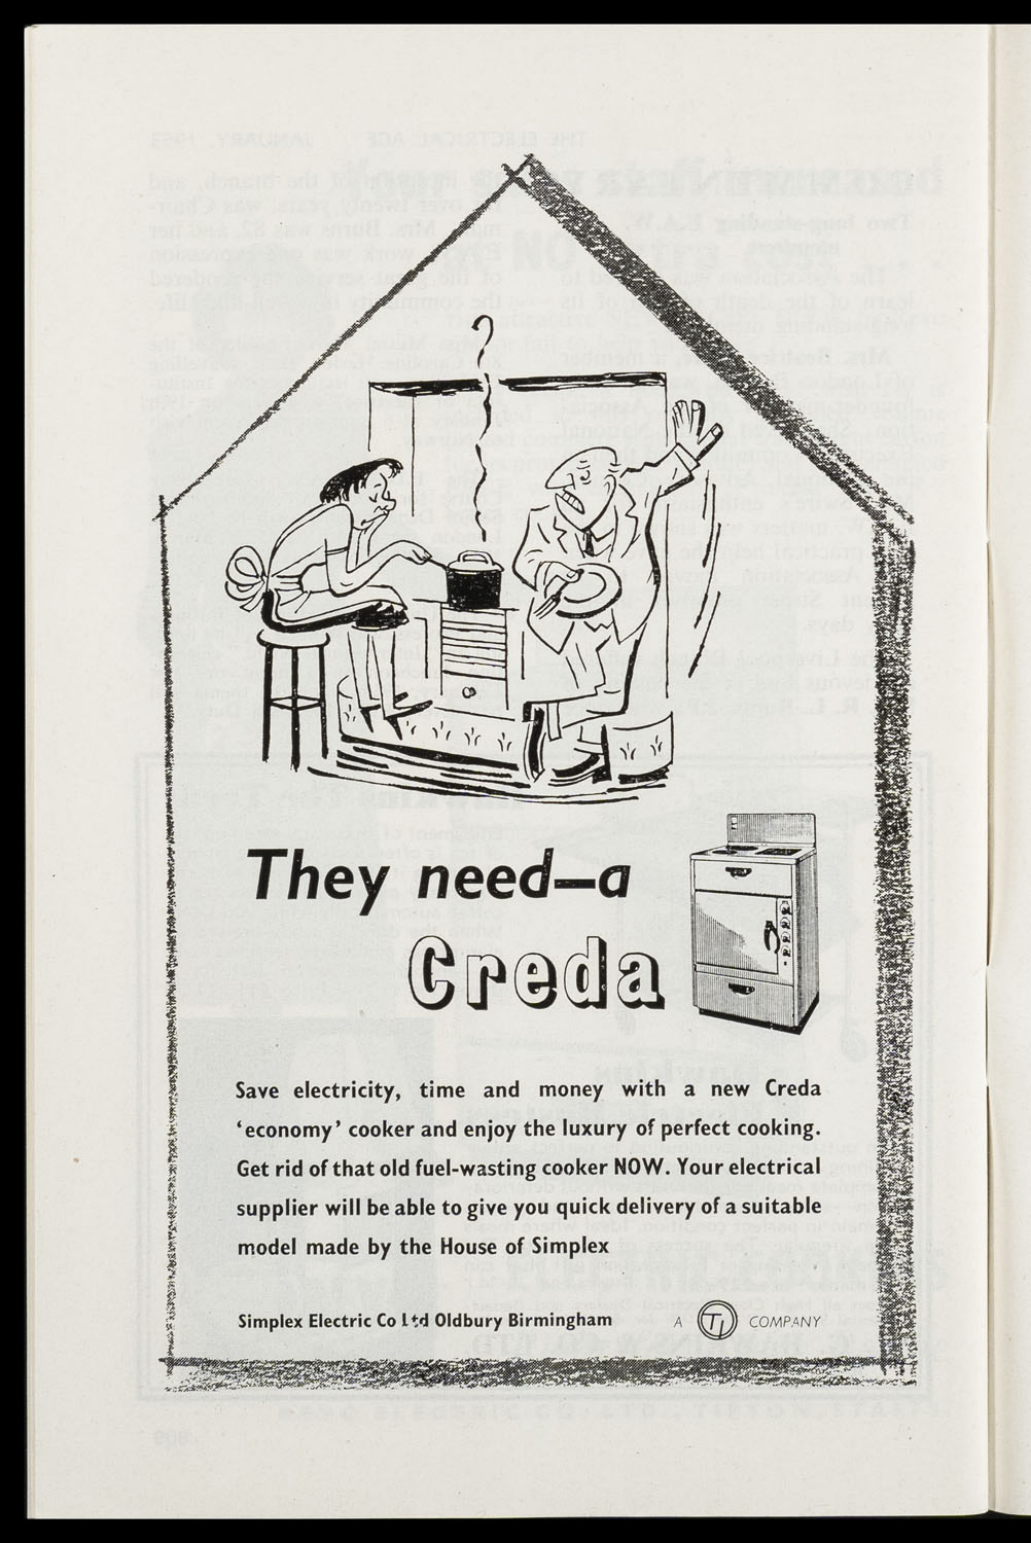 They need—a
Creda
Save electricity, time and money with a new Creda
‘economy’ cooker and enjoy the luxury of perfect cooking.
Get rid of that old fuel-wasting cooker NOW. Your electrical
supplier will be able to give you quick delivery of a suitable
model made by the House of Simplex
Simplex Electric Co Ltd Oldbury Birmingham A TI COMPANY